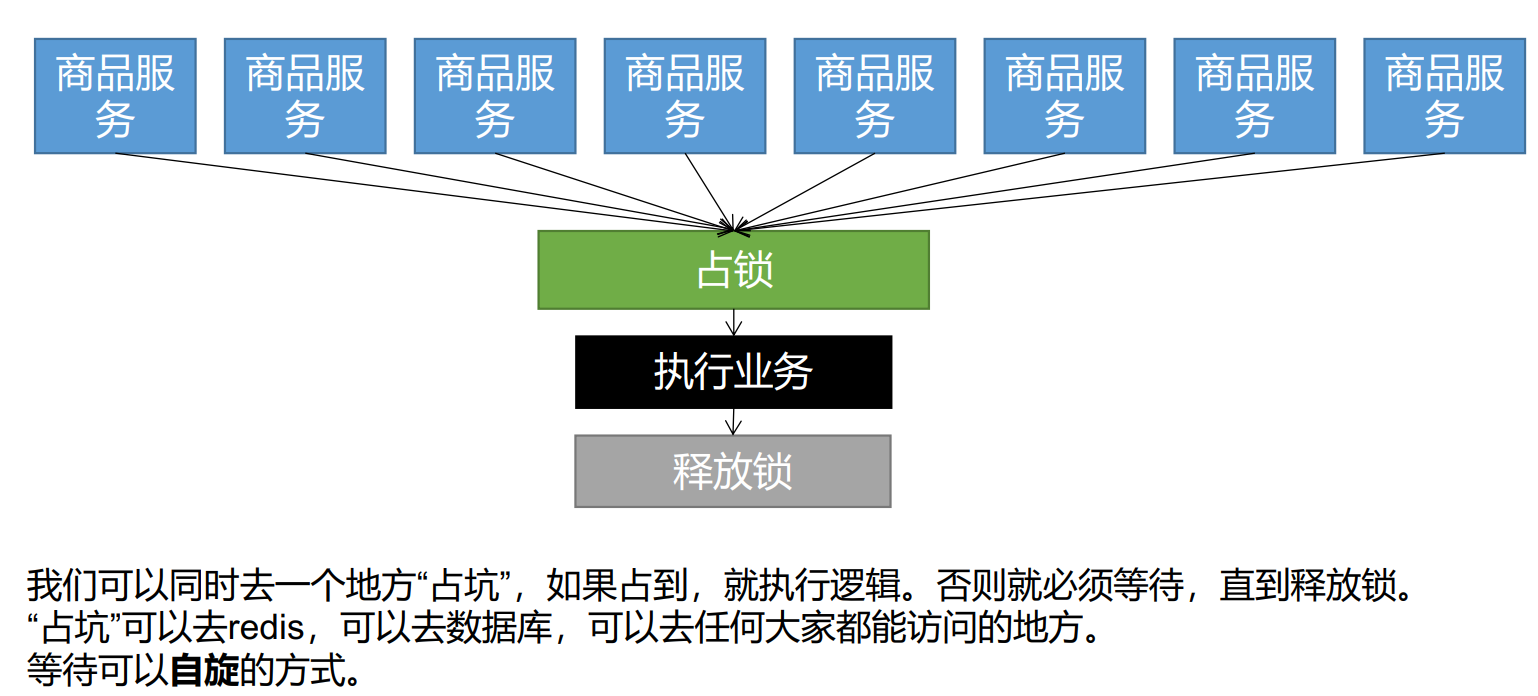 商品服 商品服 商品服 商品服 商品服 商品服 商品服 商品服
务 务 务 务 务 务 务 务
占锁
执行业务
释放锁
我们可以同时去一个地方“占坑”，如果占到，就执行逻辑。否则就必须等待，直到释放锁。
“占坑”可以去redis，可以去数据库，可以去任何大家都能访问的地方。
等待可以自旋的方式。